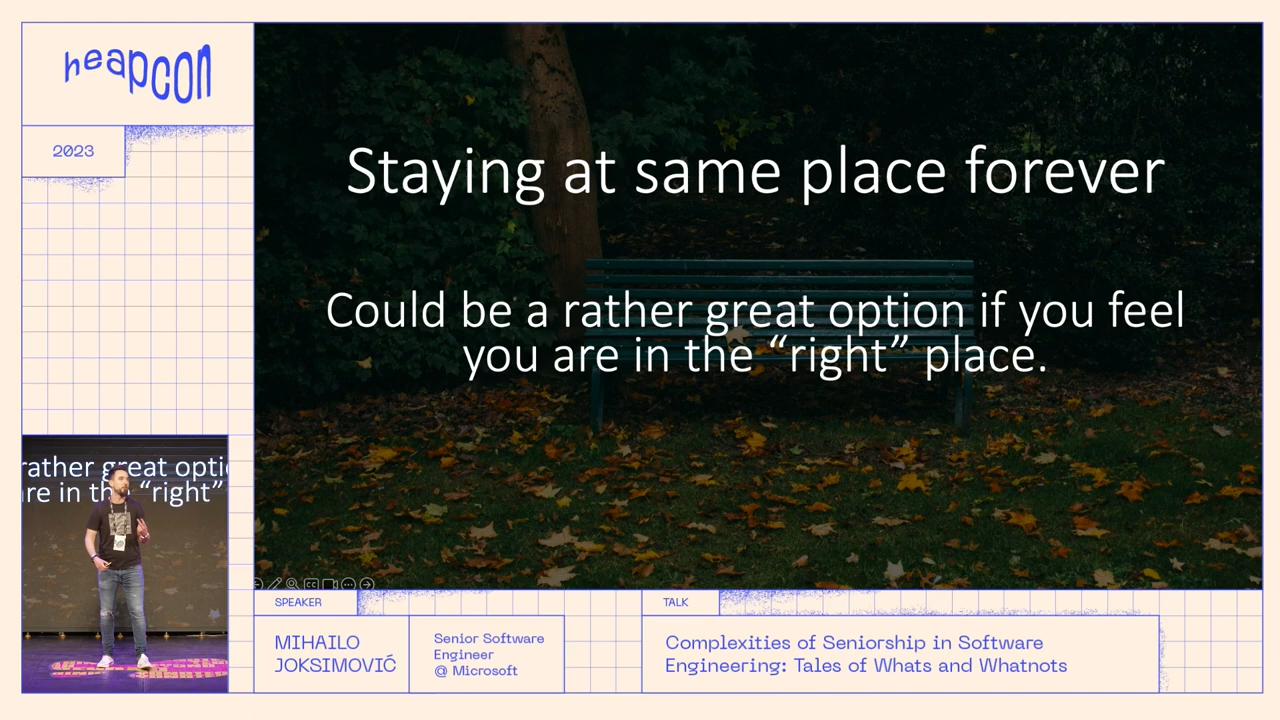 heapcon
2023
Staying at same place forever
Could be a rather great option if you feel
you are in the “right” place.
rather great optic
are in the “right”
SPEAKER
MIHAILO
JOKSIMOVIĆ
Senior Software
Engineer
@ Microsoft
TALK
Complexities of Seniorship in Software
Engineering: Tales of Whats and Whatnots